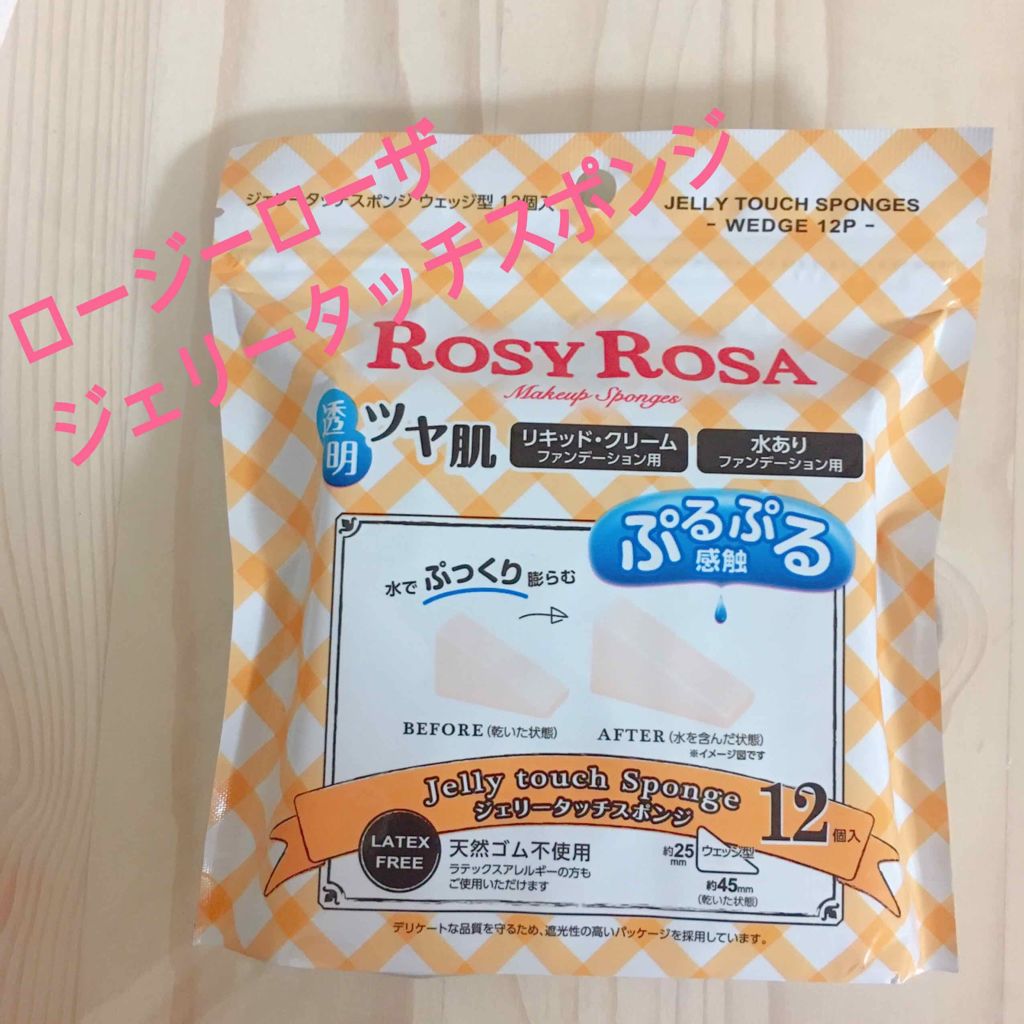 ロージーローザ
ジェリータッチスポンジ
ジェリータッチスポンジ ウェッジ型 12個入
JELLY TOUCH SPONGES
- WEDGE 12P -
ROSY ROSA
Makeup Sponges
透明
ツヤ肌
リキッド・クリーム
ファンデーション用
水あり
ファンデーション用
ぷるぷる
感触
水でぷっくり膨らむ
BEFORE (乾いた状態)
AFTER (水を含んだ状態)
※イメージ図です
Jelly touch Sponge
ジェリータッチスポンジ
12個入
LATEX
FREE
天然ゴム不使用
ラテックスアレルギーの方も
ご使用いただけます
約25mm
ウェッジ型
約45mm
(乾いた状態)
デリケートな品質を守るため、遮光性の高いパッケージを採用しています。